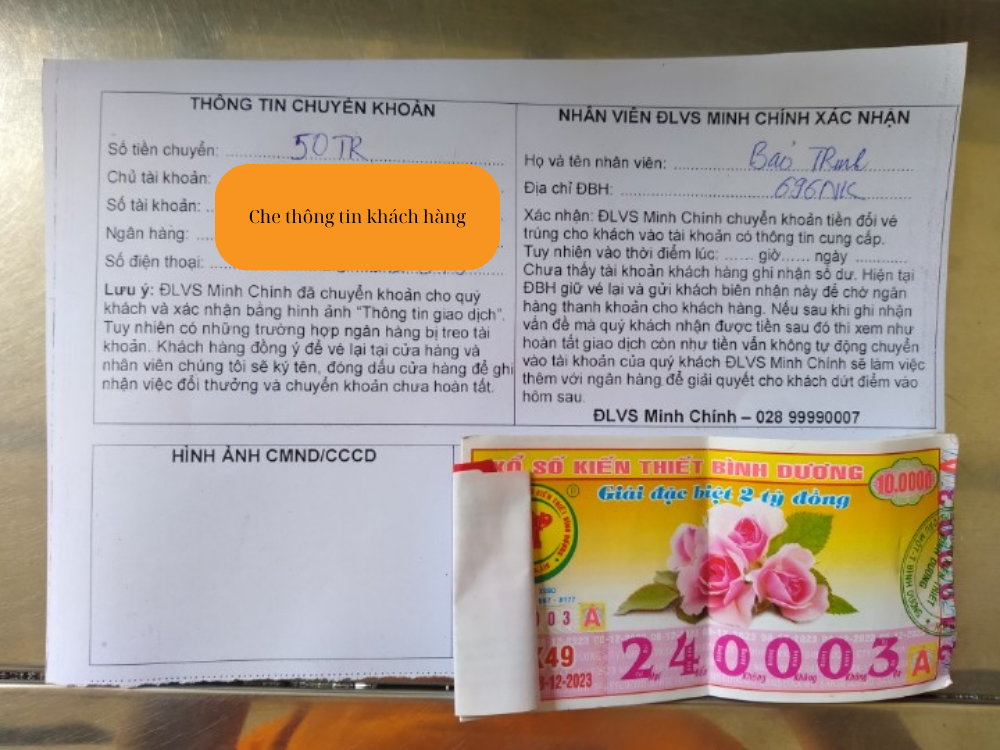 THÔNG TIN CHUYỂN KHOẢN
Số tiền chuyển: 50TR
Chủ tài khoản:
Số tài khoản:
Ngân hàng:
Số điện thoại:
Che thông tin khách hàng
Lưu ý: ĐLVS Minh Chính đã chuyển khoản cho quý
khách và xác nhận bằng hình ảnh “Thông tin giao dịch”.
Tuy nhiên có những trường hợp ngân hàng bị treo tài
khoản. Khách hàng đồng ý để vé lại tại cửa hàng và
nhân viên chúng tôi sẽ ký tên, đóng dấu cửa hàng để ghi
nhận việc đổi thưởng và chuyển khoản chưa hoàn tất.
NHÂN VIÊN ĐLVS MINH CHÍNH XÁC NHẬN
Họ và tên nhân viên: Bảo Trinh
Địa chỉ ĐBH: 696NK
Xác nhận: ĐLVS Minh Chính chuyển khoản tiền đổi vé
trúng cho khách vào tài khoản có thông tin cung cấp.
Tuy nhiên vào thời điểm lúc: ...... giờ...... ngày ............
Chưa thấy tài khoản khách hàng ghi nhận số dư. Hiện tại
ĐBH giữ vé lại và gửi khách biên nhận này để chờ ngân
hàng thanh khoản cho khách hàng. Nếu sau khi ghi nhận
vấn đề mà quý khách nhận được tiền sau đó thì xem như
hoàn tất giao dịch còn như tiền vẫn không tự động chuyển
vào tài khoản của quý khách ĐLVS Minh Chính sẽ làm việc
thêm với ngân hàng để giải quyết cho khách dứt điểm vào
hôm sau.
ĐLVS Minh Chính – 028 99990007
HÌNH ẢNH CMND/CCCD
XỔ SỐ KIẾN THIẾT BÌNH DƯƠNG
Giải đặc biệt 2 tỷ đồng
10.000đ
003 A
K49
8-12-2023
240003 A